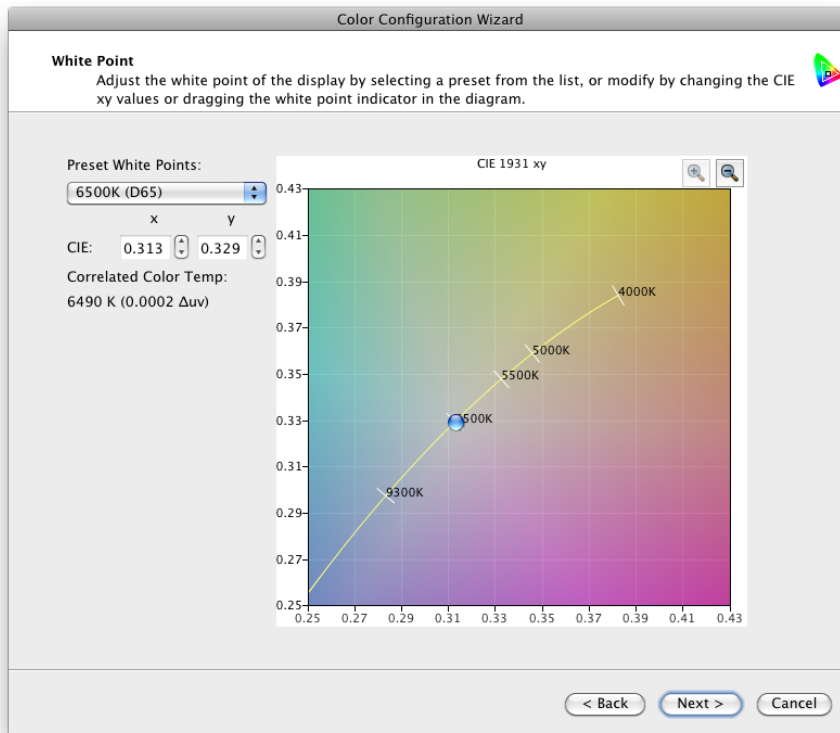 Color Configuration Wizard
White Point
Adjust the white point of the display by selecting a preset from the list, or modify by changing the CIE
xy values or dragging the white point indicator in the diagram.
Preset White Points:
6500K (D65)
x y
CIE: 0.313 0.329
Correlated Color Temp:
6490 K (0.0002 Δuv)
CIE 1931 xy
0.43
0.41
0.39
0.37
0.35
0.33
0.31
0.29
0.27
0.25
4000K
5000K
5500K
500K
9300K
0.25 0.27 0.29 0.31 0.33 0.35 0.37 0.39 0.41 0.43
< Back Next > Cancel